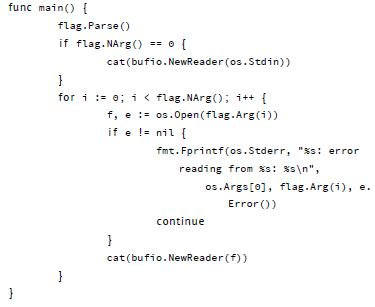 func main() {
flag.Parse()
if flag.NArg() == 0 {
cat(bufio.NewReader(os.Stdin))
}
for i := 0; i < flag.NArg(); i++ {
f, e := os.Open(flag.Arg(i))
if e != nil {
fmt.Fprintf(os.Stderr, "%s: error
reading from %s: %s\n",
os.Args[0], flag.Arg(i), e.
Error())
continue
}
cat(bufio.NewReader(f))
}
}